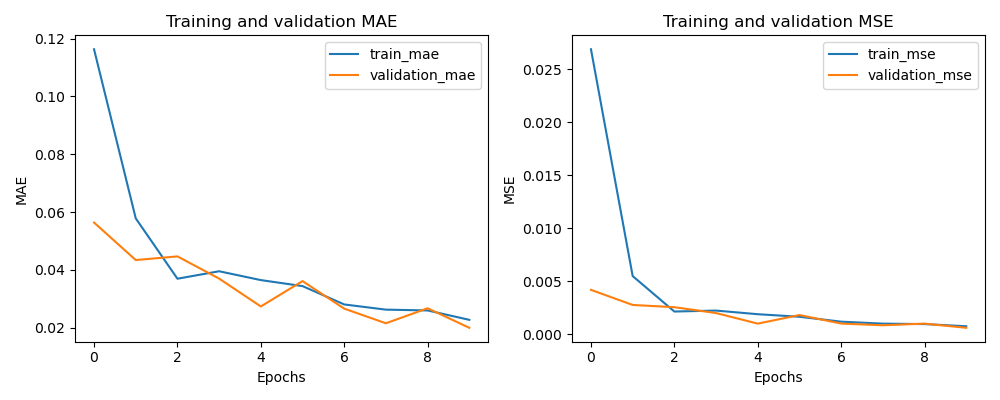 Training and validation MAE
0.12
0.10
0.08
0.06
0.04
0.02
MAE
train_mae
validation_mae
0 2 4 6 8
Epochs
Training and validation MSE
0.025
0.020
0.015
0.010
0.005
0.000
MSE
train_mse
validation_mse
0 2 4 6 8
Epochs